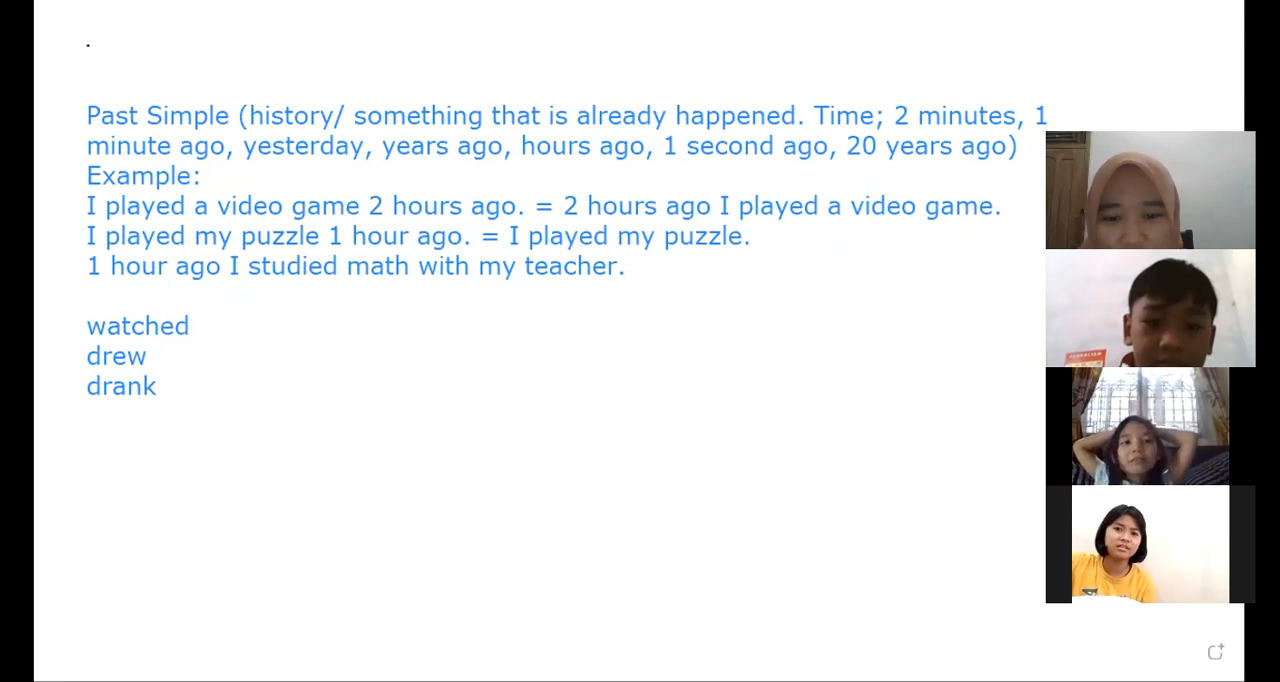 .
Past Simple (history/ something that is already happened. Time; 2 minutes, 1
minute ago, yesterday, years ago, hours ago, 1 second ago, 20 years ago)
Example:
I played a video game 2 hours ago. = 2 hours ago I played a video game.
I played my puzzle 1 hour ago. = I played my puzzle.
1 hour ago I studied math with my teacher.
watched
drew
drank